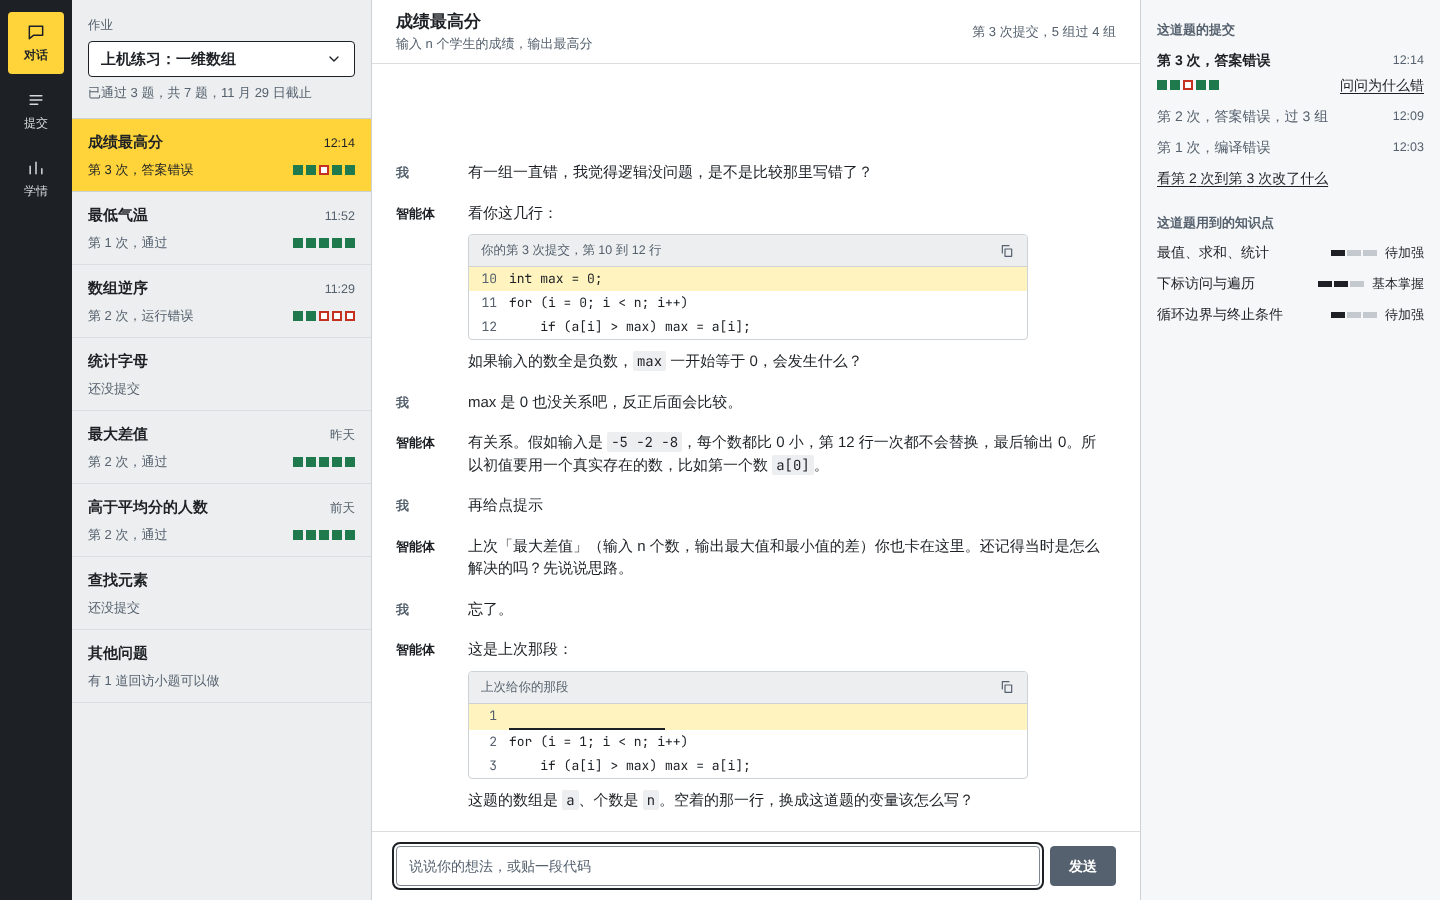 对话
提交
学情
作业
上机练习：一维数组
已通过 3 题，共 7 题，11 月 29 日截止
成绩最高分 12:14
第 3 次，答案错误
最低气温 11:52
第 1 次，通过
数组逆序 11:29
第 2 次，运行错误
统计字母
还没提交
最大差值 昨天
第 2 次，通过
高于平均分的人数 前天
第 2 次，通过
查找元素
还没提交
其他问题
有 1 道回访小题可以做
成绩最高分
输入 n 个学生的成绩，输出最高分
第 3 次提交，5 组过 4 组
我 有一组一直错，我觉得逻辑没问题，是不是比较那里写错了？
智能体 看你这几行：
你的第 3 次提交，第 10 到 12 行
10 int max = 0;
11 for (i = 0; i < n; i++)
12     if (a[i] > max) max = a[i];
如果输入的数全是负数，max 一开始等于 0，会发生什么？
我 max 是 0 也没关系吧，反正后面会比较。
智能体 有关系。假如输入是 -5 -2 -8，每个数都比 0 小，第 12 行一次都不会替换，最后输出 0。所
以初值要用一个真实存在的数，比如第一个数 a[0]。
我 再给点提示
智能体 上次「最大差值」（输入 n 个数，输出最大值和最小值的差）你也卡在这里。还记得当时是怎么
解决的吗？先说说思路。
我 忘了。
智能体 这是上次那段：
上次给你的那段
1
2 for (i = 1; i < n; i++)
3     if (a[i] > max) max = a[i];
这题的数组是 a、个数是 n。空着的那一行，换成这道题的变量该怎么写？
说说你的想法，或贴一段代码
发送
这道题的提交
第 3 次，答案错误 12:14
问问为什么错
第 2 次，答案错误，过 3 组 12:09
第 1 次，编译错误 12:03
看第 2 次到第 3 次改了什么
这道题用到的知识点
最值、求和、统计 待加强
下标访问与遍历 基本掌握
循环边界与终止条件 待加强